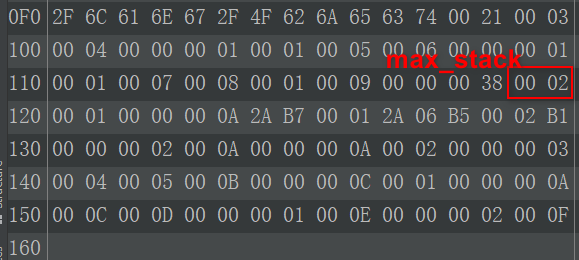 0F0 2F 6C 61 6E 67 2F 4F 62 6A 65 63 74 00 21 00 03
100 00 04 00 00 00 01 00 01 00 05 00 06 00 00 00 01
max_stack
110 00 01 00 07 00 08 00 01 00 09 00 00 00 38 00 02
120 00 01 00 00 00 0A 2A B7 00 01 2A 06 B5 00 02 B1
130 00 00 00 02 00 0A 00 00 00 0A 00 02 00 00 00 03
140 00 04 00 05 00 0B 00 00 00 0C 00 01 00 00 00 0A
150 00 0C 00 0D 00 00 00 01 00 0E 00 00 00 02 00 0F
160